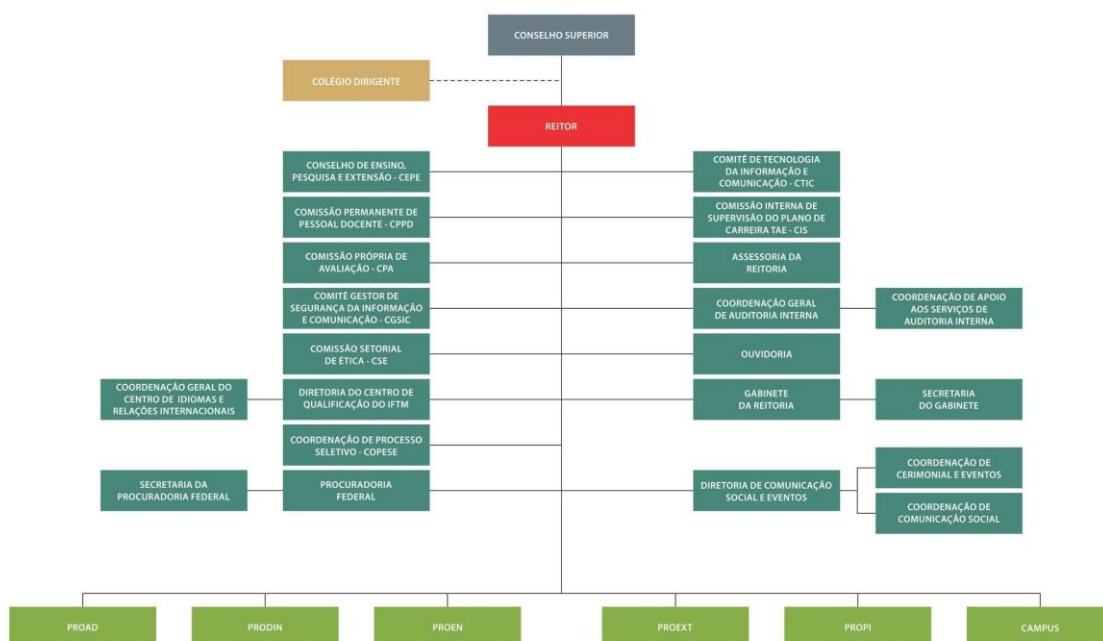 CONSELHO SUPERIOR
COLÉGIO DIRIGENTE
REITOR
CONSELHO DE ENSINO,
PESQUISA E EXTENSÃO - CEPE
COMITÊ DE TECNOLOGIA
DA INFORMAÇÃO E
COMUNICAÇÃO - CTIC
COMISSÃO PERMANENTE DE
PESSOAL DOCENTE - CPPD
COMISSÃO INTERNA DE
SUPERVISÃO DO PLANO DE
CARREIRA TAE - CIS
COMISSÃO PRÓPRIA DE
AVALIAÇÃO - CPA
ASSESSORIA DA
REITORIA
COMITÊ GESTOR DE
SEGURANÇA DA INFORMAÇÃO
E COMUNICAÇÃO - CGSIC
COORDENAÇÃO GERAL
DE AUDITORIA INTERNA
COORDENAÇÃO DE APOIO
AOS SERVIÇOS DE
AUDITORIA INTERNA
COMISSÃO SETORIAL
DE ÉTICA - CSE
OUVIDORIA
COORDENAÇÃO GERAL DO
CENTRO DE IDIOMAS E
RELAÇÕES INTERNACIONAIS
DIRETORIA DO CENTRO DE
QUALIFICAÇÃO DO IFTM
GABINETE
DA REITORIA
SECRETARIA
DO GABINETE
COORDENAÇÃO DE PROCESSO
SELETIVO - COPESE
SECRETARIA DA
PROCURADORIA FEDERAL
PROCURADORIA
FEDERAL
DIRETORIA DE COMUNICAÇÃO
SOCIAL E EVENTOS
COORDENAÇÃO DE
CERIMONIAL E EVENTOS
COORDENAÇÃO DE
COMUNICAÇÃO SOCIAL
PROAD
PRODIN
PROEN
PROEXT
PROPI
CAMPUS